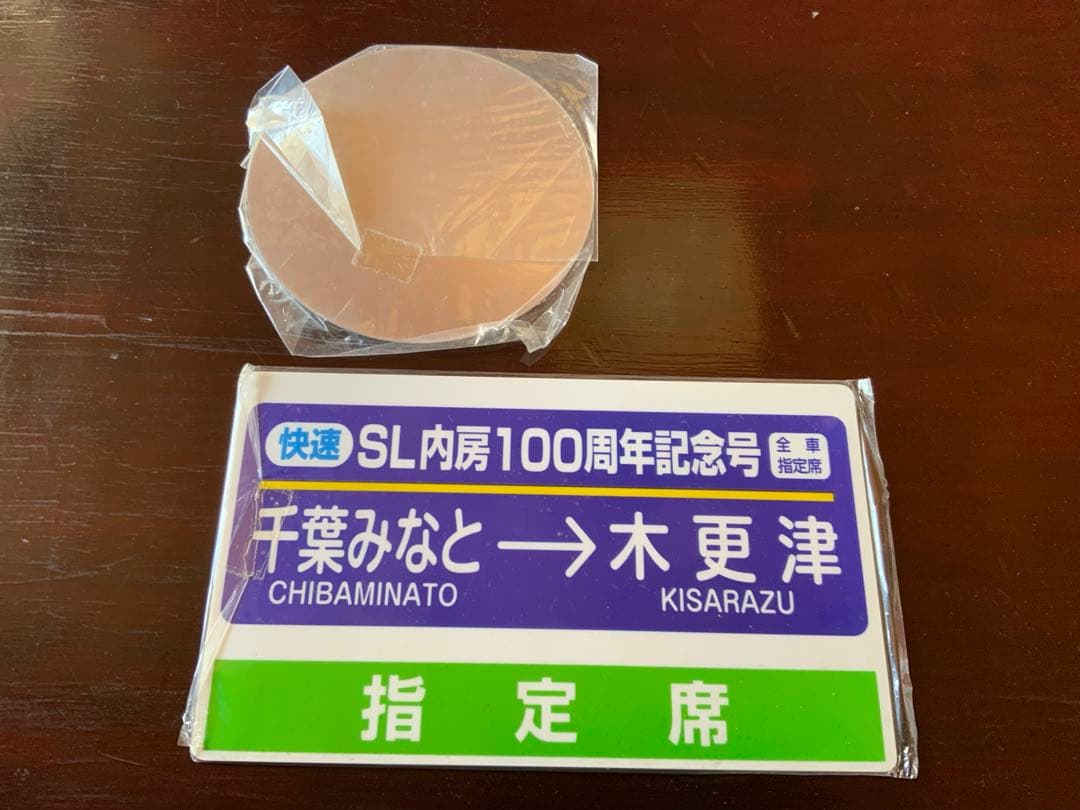 快速 SL内房100周年記念号 全車指定席
千葉みなと→木更津
CHIBAMINATO KISARAZU
指定席